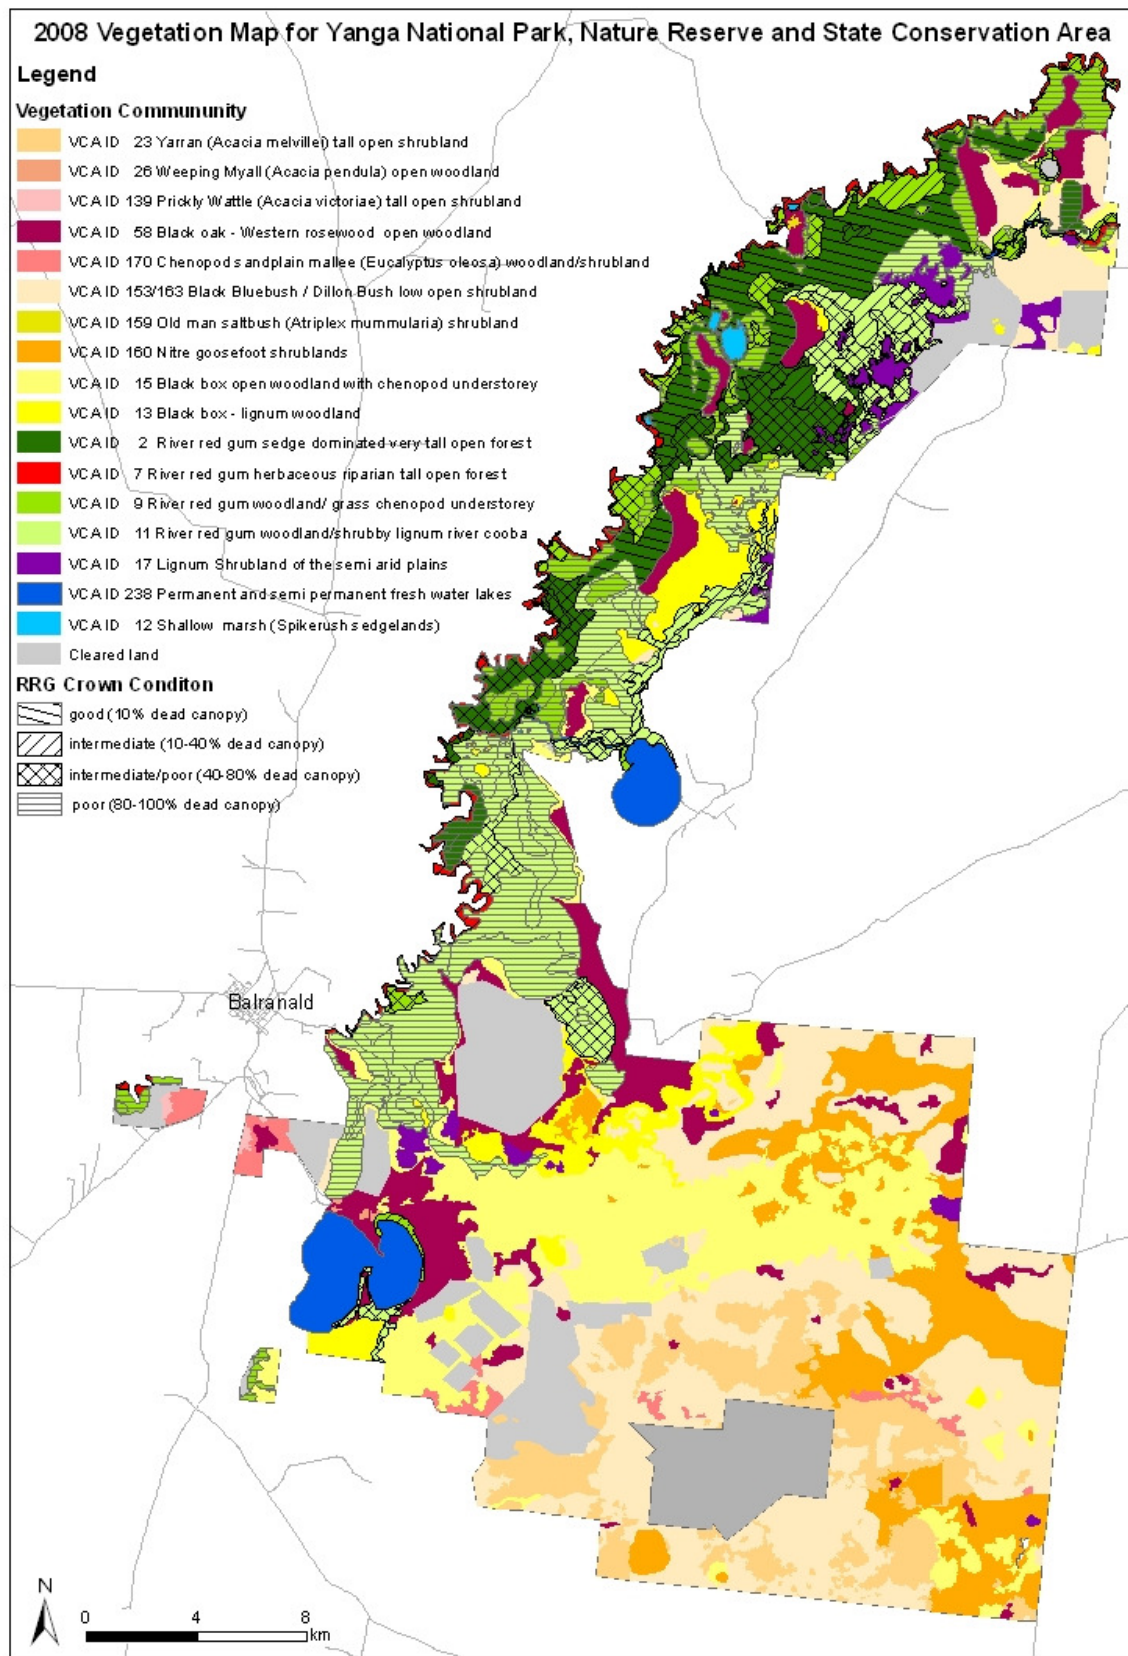 2008 Vegetation Map for Yanga National Park, Nature Reserve and State Conservation Area
Legend
Vegetation Commununity
VCA ID 23 Yarran (Acacia melvillei) tall open shrubland
VCA ID 26 Weeping Myall (Acacia pendula) open woodland
VCA ID 139 Prickly Wattle (Acacia victoriae) tall open shrubland
VCA ID 58 Black oak - Western rosewood open woodland
VCA ID 170 Chenopod sandplain mallee (Eucalyptus oleosa) woodland/shrubland
VCA ID 153/163 Black Bluebush / Dillon Bush low open shrubland
VCA ID 159 Old man saltbush (Atriplex mummularia) shrubland
VCA ID 160 Nitre goosefoot shrublands
VCA ID 15 Black box open woodland with chenopod understorey
VCA ID 13 Black box - lignum woodland
VCA ID 2 River red gum sedge dominated very tall open forest
VCA ID 7 River red gum herbaceous riparian tall open forest
VCA ID 9 River red gum woodland/ grass chenopod understorey
VCA ID 11 River red gum woodland/shrubby lignum river cooba
VCA ID 17 Lignum Shrubland of the semi arid plains
VCA ID 238 Permanent and semi permanent fresh water lakes
VCA ID 12 Shallow marsh (Spikerush sedgelands)
Cleared land
RRG Crown Conditon
good (10% dead canopy)
intermediate (10-40% dead canopy)
intermediate/poor (40-80% dead canopy)
poor (80-100% dead canopy)
Balranald
N
0 4 8
km